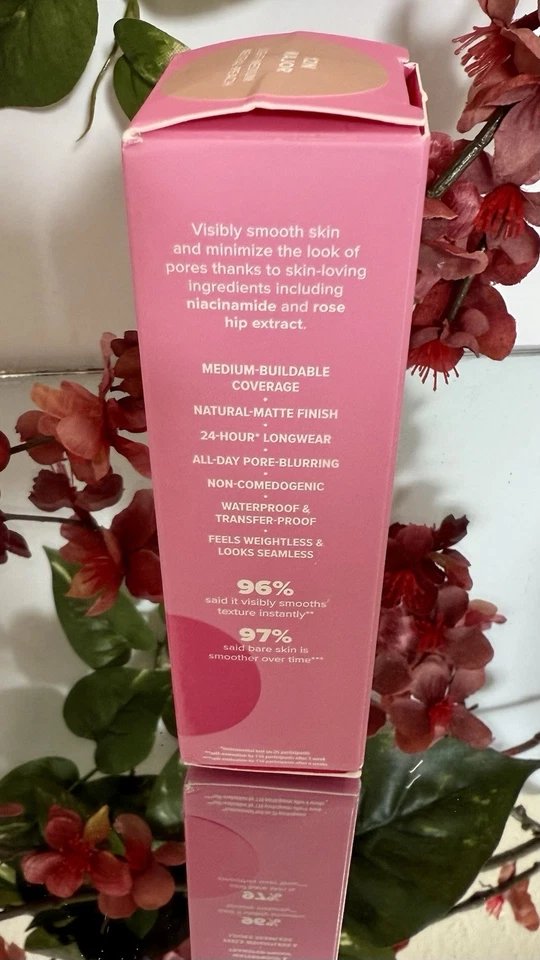 22N
MAJOR
Visibly smooth skin
and minimize the look of
pores thanks to skin-loving
ingredients including
niacinamide and rose
hip extract.
MEDIUM-BUILDABLE
COVERAGE
•
NATURAL-MATTE FINISH
•
24-HOUR* LONGWEAR
•
ALL-DAY PORE-BLURRING
•
NON-COMEDOGENIC
•
WATERPROOF &
TRANSFER-PROOF
•
FEELS WEIGHTLESS &
LOOKS SEAMLESS
96%
said it visibly smooths
texture instantly**
97%
said bare skin is
smoother over time***